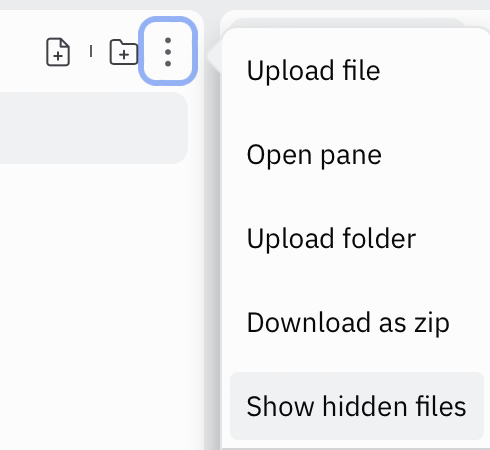 Upload file
Open pane
Upload folder
Download as zip
Show hidden files